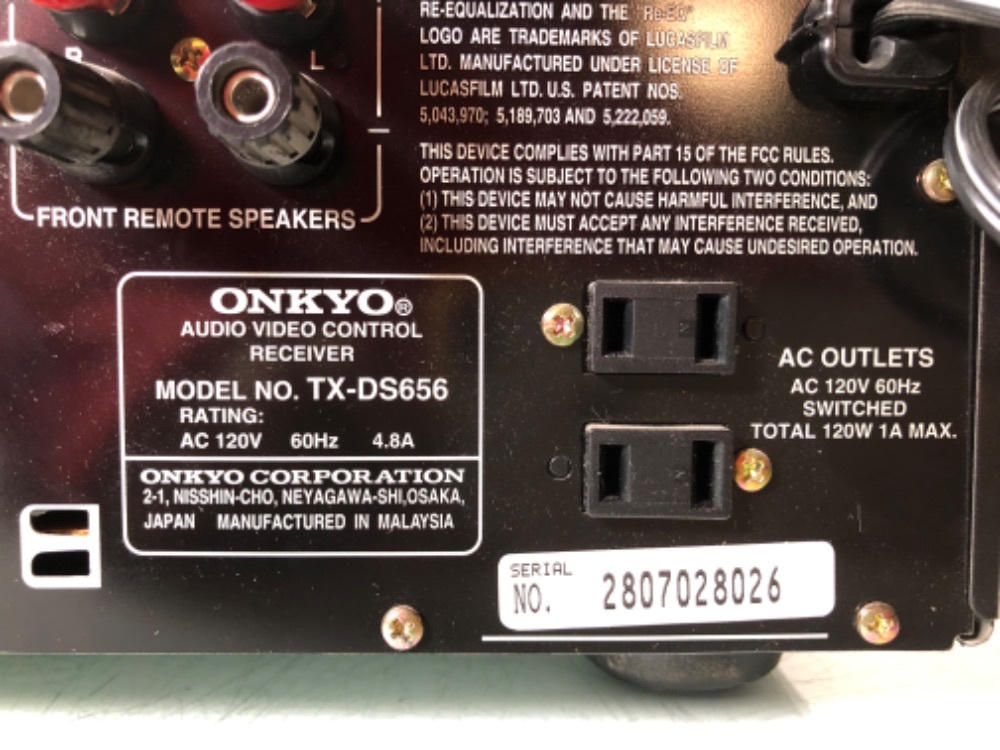 RE-EQUALIZATION AND THE "Re-EQ"
LOGO ARE TRADEMARKS OF LUCASFILM
LTD. MANUFACTURED UNDER LICENSE OF
LUCASFILM LTD. U.S. PATENT NOS.
5,043,970; 5,189,703 AND 5,222,059.
THIS DEVICE COMPLIES WITH PART 15 OF THE FCC RULES.
OPERATION IS SUBJECT TO THE FOLLOWING TWO CONDITIONS:
(1) THIS DEVICE MAY NOT CAUSE HARMFUL INTERFERENCE, AND
(2) THIS DEVICE MUST ACCEPT ANY INTERFERENCE RECEIVED,
INCLUDING INTERFERENCE THAT MAY CAUSE UNDESIRED OPERATION.
R
L
FRONT REMOTE SPEAKERS
ONKYO®
AUDIO VIDEO CONTROL
RECEIVER
MODEL NO. TX-DS656
RATING:
AC 120V 60Hz 4.8A
ONKYO CORPORATION
2-1, NISSHIN-CHO, NEYAGAWA-SHI,OSAKA,
JAPAN MANUFACTURED IN MALAYSIA
AC OUTLETS
AC 120V 60Hz
SWITCHED
TOTAL 120W 1A MAX.
SERIAL
NO. 2807028026